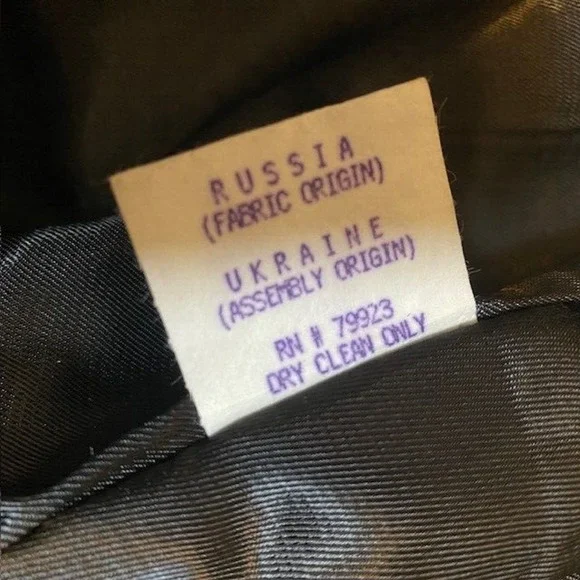 RUSSIA
(FABRIC ORIGIN)
UKRAINE
(ASSEMBLY ORIGIN)
RN # 79923
DRY CLEAN ONLY